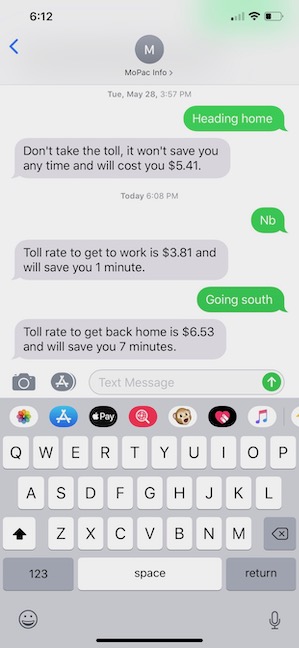 6:12
M
MoPac Info >
Tue, May 28, 3:57 PM
Heading home
Don't take the toll, it won't save you
any time and will cost you $5.41.
Today 6:08 PM
Nb
Toll rate to get to work is $3.81 and
will save you 1 minute.
Going south
Toll rate to get back home is $6.53
and will save you 7 minutes.
Text Message
Pay
Q W E R T Y U I O P
A S D F G H J K L
Z X C V B N M
123 space return